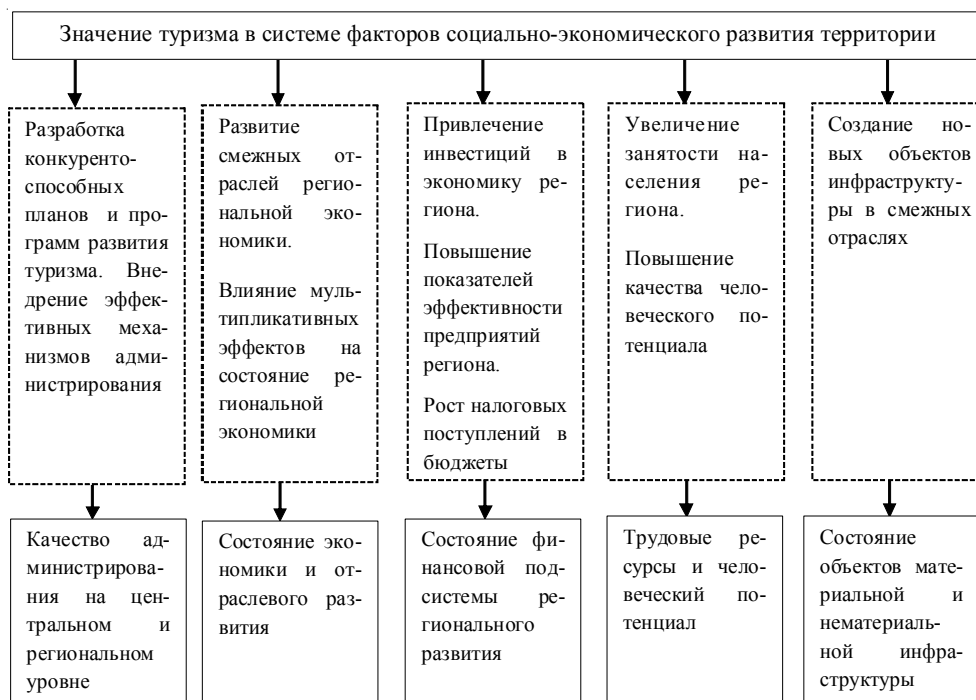 Значение туризма в системе факторов социально-экономического развития территории
Разработка
конкуренто-
способных
планов и про-
грамм развития
туризма. Вне-
дрение эффек-
тивных меха-
низмов адми-
нистрирования
Развитие
смежных от-
раслей регио-
нальной эко-
номики.
Влияние муль-
типликативных
эффектов на
состояние ре-
гиональной
экономики
Привлечение
инвестиций в
экономику ре-
гиона.
Повышение
показателей
эффективности
предприятий
региона.
Рост налоговых
поступлений в
бюджеты
Увеличение
занятости на-
селения ре-
гиона.
Повышение
качества чело-
веческого по-
тенциала
Создание но-
вых объектов
инфраструкту-
ры в смежных
отраслях
Качество ад-
министрирова-
ния на цен-
тральном и
региональном
уровне
Состояние эко-
номики и от-
раслевого раз-
вития
Состояние фи-
нансовой под-
системы ре-
гионального
развития
Трудовые ре-
сурсы и чело-
веческий по-
тенциал
Состояние
объектов мате-
риальной и
нематериаль-
ной инфра-
структуры